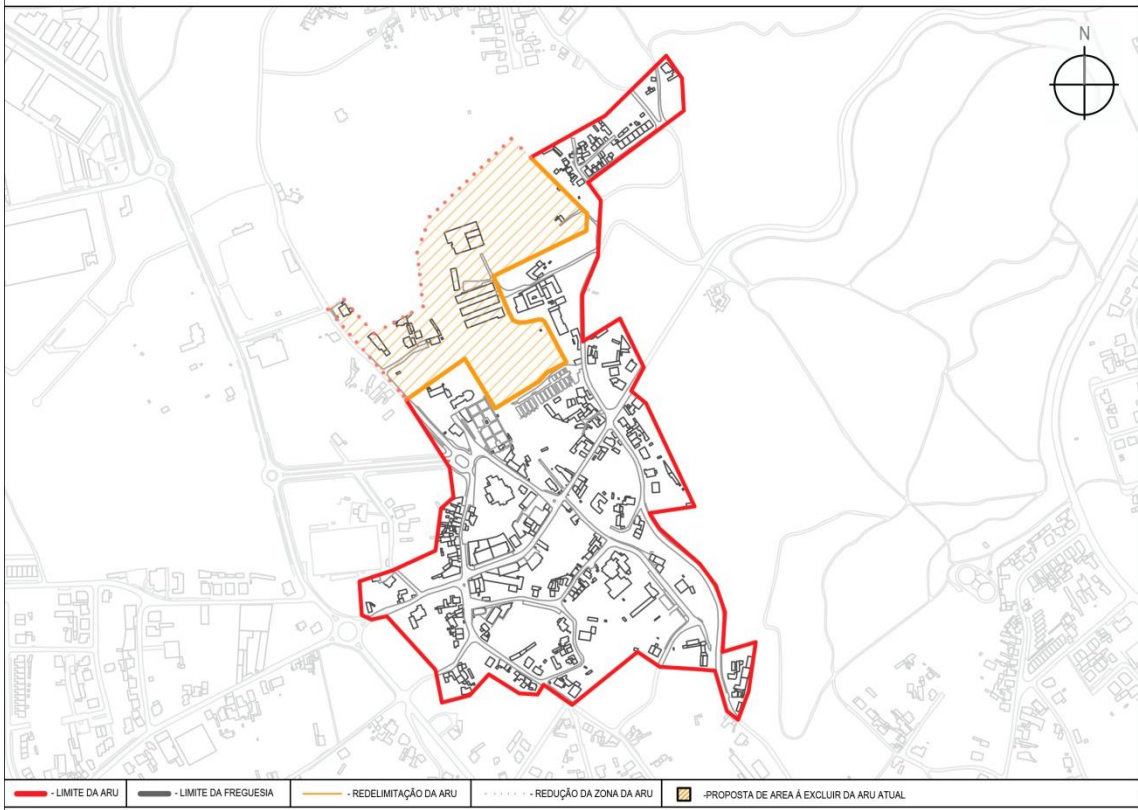 N
- LIMITE DA ARU
- LIMITE DA FREGUESIA
- REDELIMITAÇÃO DA ARU
- REDUÇÃO DA ZONA DA ARU
-PROPOSTA DE AREA Á EXCLUIR DA ARU ATUAL